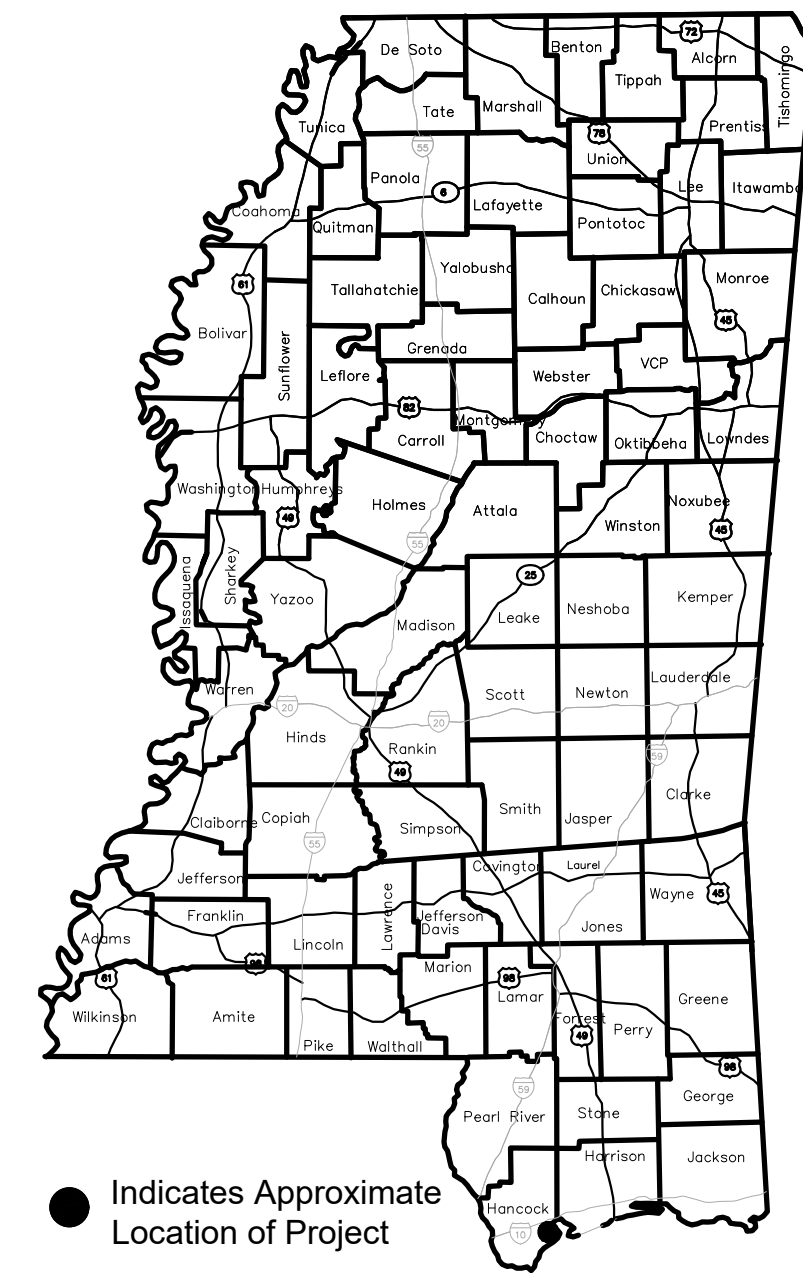 72
De Soto
Benton
Alcorn
Tishomingo
Tippah
Tate
Marshall
Tunica
78
Prentiss
55
Union
Panola
6
Lee
Itawamba
Lafayette
Coahoma
Quitman
Pontotoc
Yalobusha
61
Tallahatchie
Calhoun
Chickasaw
Monroe
45
Bolivar
Sunflower
Grenada
VCP
Leflore
Webster
82
Montgomery
Carroll
Choctaw
Oktibbeha
Lowndes
Washington
Humphreys
Holmes
Attala
Noxubee
49
Winston
45
55
Issaquena
Sharkey
25
Yazoo
Leake
Neshoba
Kemper
Madison
Warren
Scott
Newton
Lauderdale
20
20
Hinds
Rankin
59
49
Claiborne
Copiah
Simpson
Smith
Jasper
Clarke
55
Jefferson
Covington
Laurel
Wayne
45
Franklin
Lawrence
Jefferson
Davis
Adams
Lincoln
Jones
98
61
Marion
98
Lamar
Greene
Wilkinson
Amite
Forrest
Perry
49
Pike
Walthall
98
59
George
Pearl River
Stone
Harrison
Jackson
Hancock
10
Indicates Approximate
Location of Project